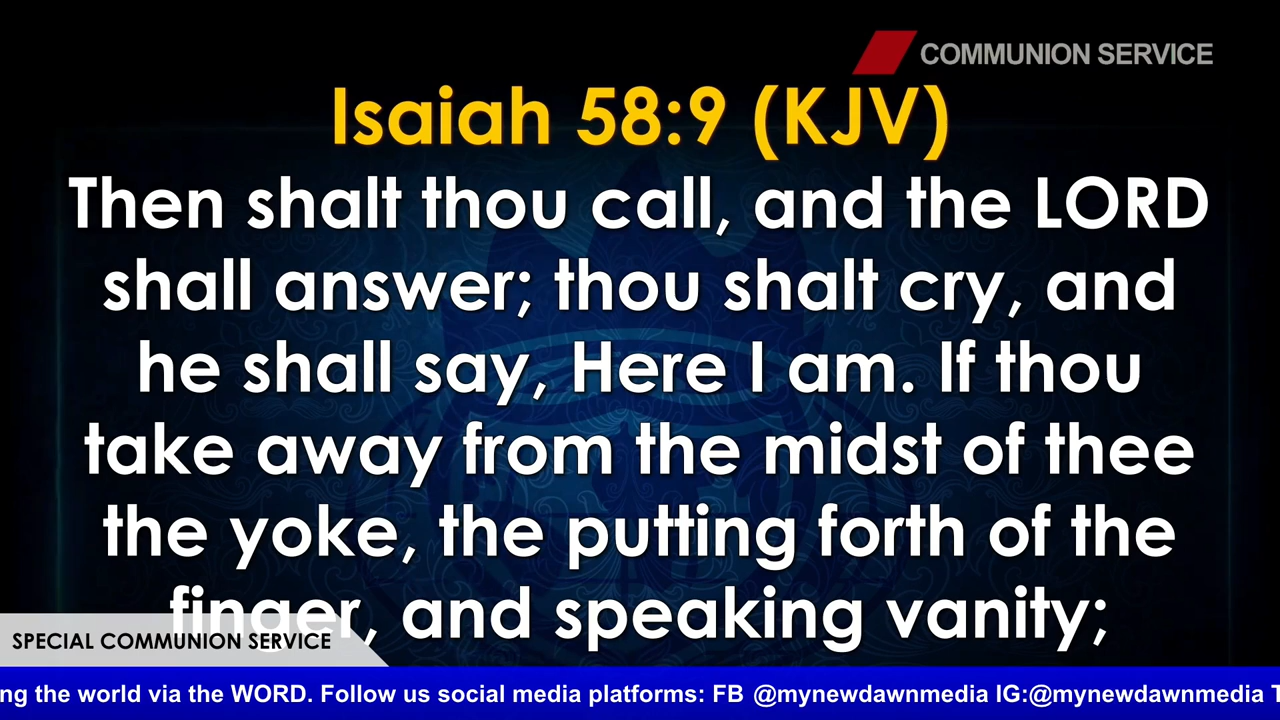 COMMUNION SERVICE
Isaiah 58:9 (KJV)
Then shalt thou call, and the LORD
shall answer; thou shalt cry, and
he shall say, Here I am. If thou
take away from the midst of thee
the yoke, the putting forth of the
finger, and speaking vanity;
SPECIAL COMMUNION SERVICE
ng the world via the WORD. Follow us social media platforms: FB @mynewdawnmedia IG:@mynewdawnmedia T